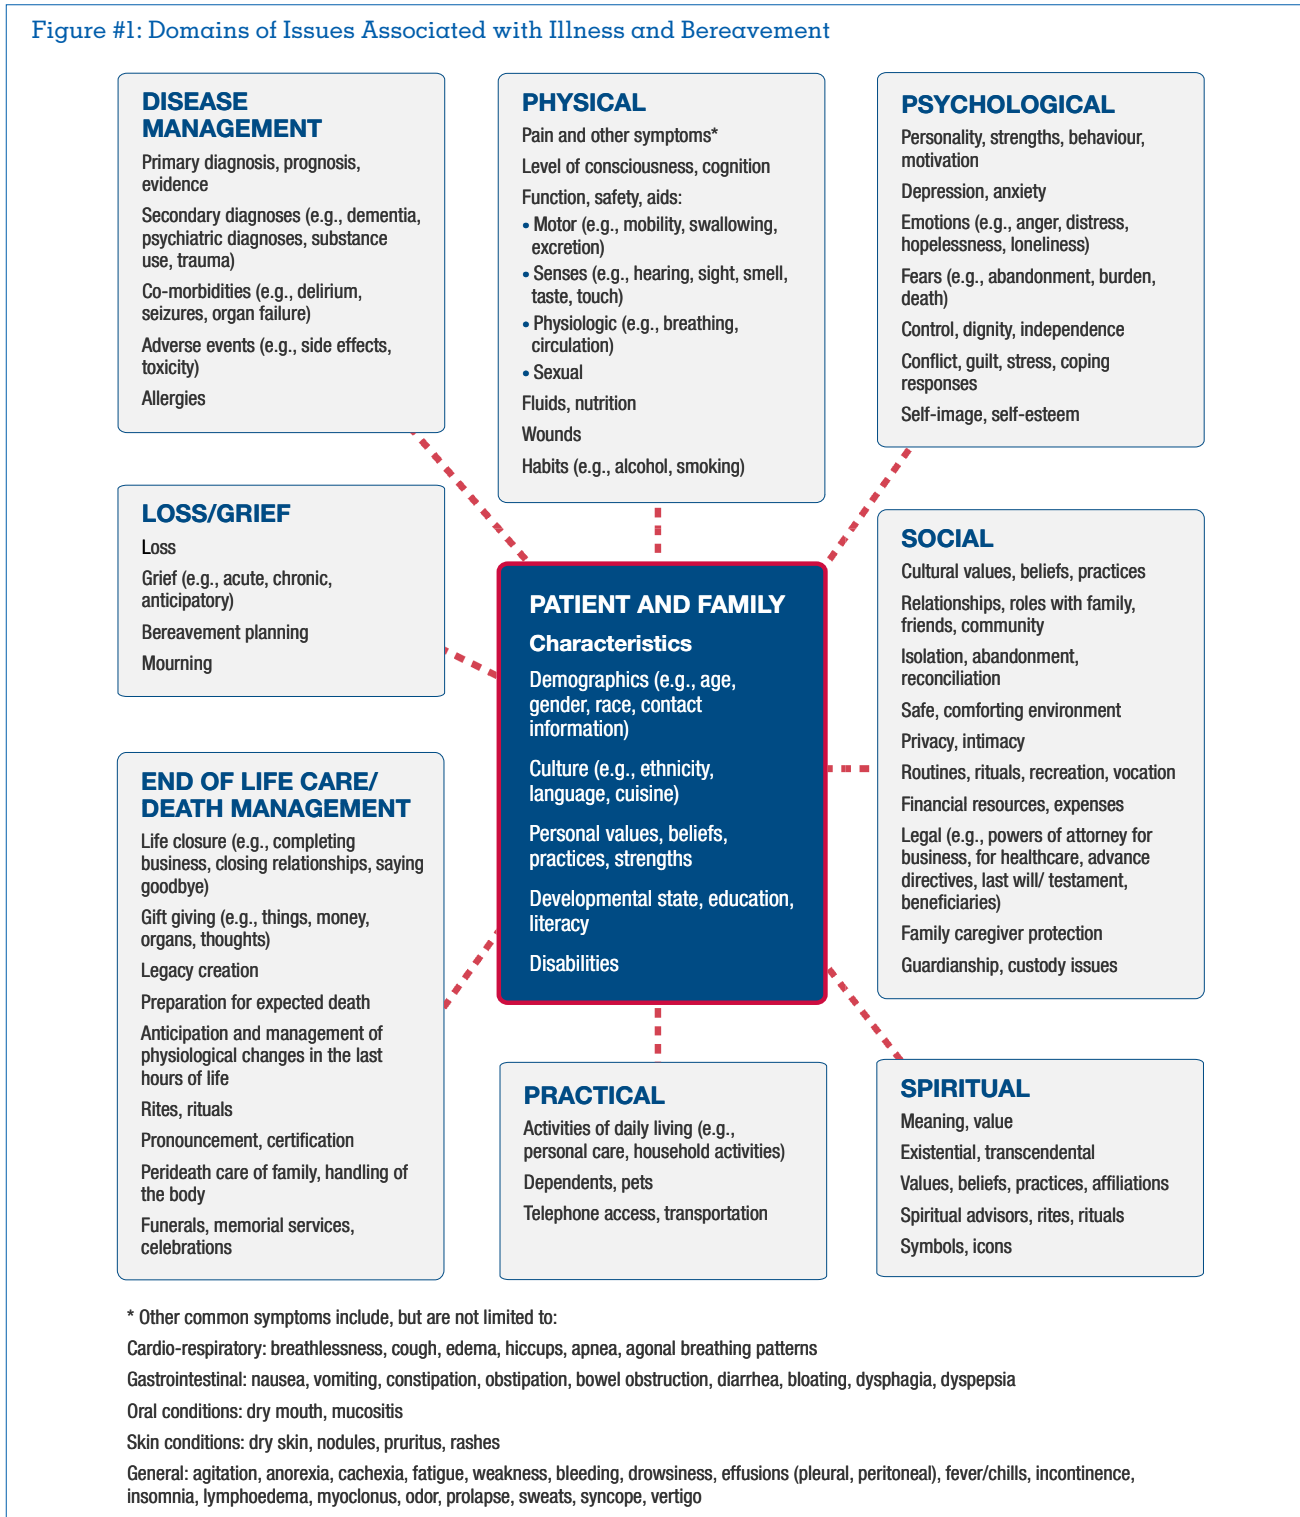 Figure #1: Domains of Issues Associated with Illness and Bereavement
DISEASE
MANAGEMENT
Primary diagnosis, prognosis,
evidence
Secondary diagnoses (e.g., dementia,
psychiatric diagnoses, substance
use, trauma)
Co-morbidities (e.g., delirium,
seizures, organ failure)
Adverse events (e.g., side effects,
toxicity)
Allergies
PHYSICAL
Pain and other symptoms*
Level of consciousness, cognition
Function, safety, aids:
• Motor (e.g., mobility, swallowing,
excretion)
• Senses (e.g., hearing, sight, smell,
taste, touch)
• Physiologic (e.g., breathing,
circulation)
• Sexual
Fluids, nutrition
Wounds
Habits (e.g., alcohol, smoking)
PSYCHOLOGICAL
Personality, strengths, behaviour,
motivation
Depression, anxiety
Emotions (e.g., anger, distress,
hopelessness, loneliness)
Fears (e.g., abandonment, burden,
death)
Control, dignity, independence
Conflict, guilt, stress, coping
responses
Self-image, self-esteem
LOSS/GRIEF
Loss
Grief (e.g., acute, chronic,
anticipatory)
Bereavement planning
Mourning
PATIENT AND FAMILY
Characteristics
Demographics (e.g., age,
gender, race, contact
information)
Culture (e.g., ethnicity,
language, cuisine)
Personal values, beliefs,
practices, strengths
Developmental state, education,
literacy
Disabilities
SOCIAL
Cultural values, beliefs, practices
Relationships, roles with family,
friends, community
Isolation, abandonment,
reconciliation
Safe, comforting environment
Privacy, intimacy
Routines, rituals, recreation, vocation
Financial resources, expenses
Legal (e.g., powers of attorney for
business, for healthcare, advance
directives, last will/ testament,
beneficiaries)
Family caregiver protection
Guardianship, custody issues
END OF LIFE CARE/
DEATH MANAGEMENT
Life closure (e.g., completing
business, closing relationships, saying
goodbye)
Gift giving (e.g., things, money,
organs, thoughts)
Legacy creation
Preparation for expected death
Anticipation and management of
physiological changes in the last
hours of life
Rites, rituals
Pronouncement, certification
Perideath care of family, handling of
the body
Funerals, memorial services,
celebrations
PRACTICAL
Activities of daily living (e.g.,
personal care, household activities)
Dependents, pets
Telephone access, transportation
SPIRITUAL
Meaning, value
Existential, transcendental
Values, beliefs, practices, affiliations
Spiritual advisors, rites, rituals
Symbols, icons
* Other common symptoms include, but are not limited to:
Cardio-respiratory: breathlessness, cough, edema, hiccups, apnea, agonal breathing patterns
Gastrointestinal: nausea, vomiting, constipation, obstipation, bowel obstruction, diarrhea, bloating, dysphagia, dyspepsia
Oral conditions: dry mouth, mucositis
Skin conditions: dry skin, nodules, pruritus, rashes
General: agitation, anorexia, cachexia, fatigue, weakness, bleeding, drowsiness, effusions (pleural, peritoneal), fever/chills, incontinence,
insomnia, lymphoedema, myoclonus, odor, prolapse, sweats, syncope, vertigo